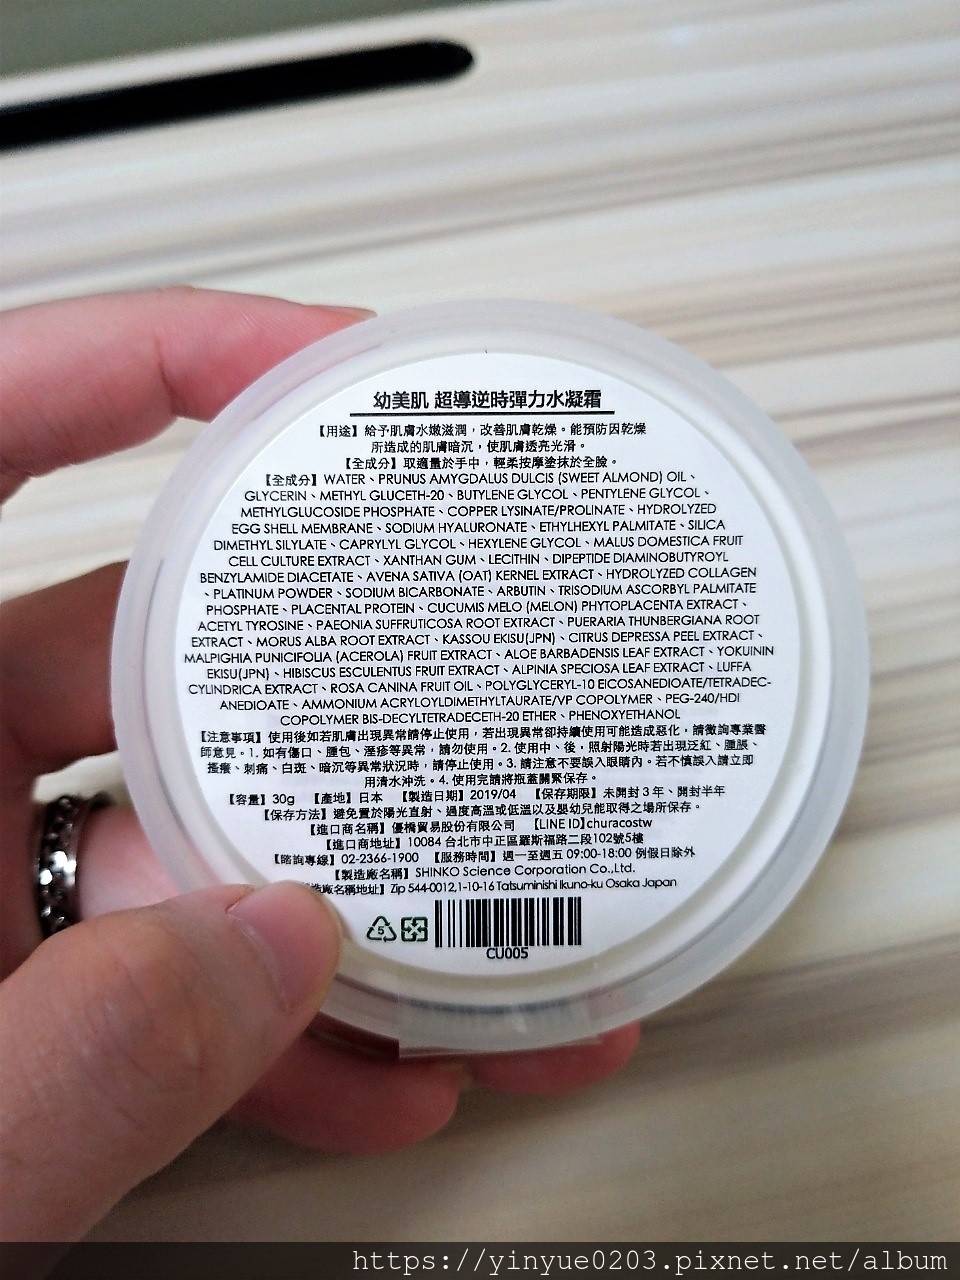 幼美肌 超導逆時彈力水凝霜
【用途】給予肌膚水嫩滋潤,改善肌膚乾燥。能預防因乾燥
所造成的肌膚暗沉,使肌膚透亮光滑。
【全成分】取適量於手中,輕柔按摩塗抹於全臉。
【全成分】WATER、PRUNUS AMYGDALUS DULCIS (SWEET ALMOND) OIL、
GLYCERIN、METHYL GLUCETH-20、BUTYLENE GLYCOL、PENTYLENE GLYCOL、
METHYLGLUCOSIDE PHOSPHATE、COPPER LYSINATE/PROLINATE、HYDROLYZED
EGG SHELL MEMBRANE、SODIUM HYALURONATE、ETHYLHEXYL PALMITATE、SILICA
DIMETHYL SILYLATE、CAPRYLYL GLYCOL、HEXYLENE GLYCOL、MALUS DOMESTICA FRUIT
CELL CULTURE EXTRACT、XANTHAN GUM、LECITHIN、DIPEPTIDE DIAMINOBUTYROYL
BENZYLAMIDE DIACETATE、AVENA SATIVA (OAT) KERNEL EXTRACT、HYDROLYZED COLLAGEN
、PLATINUM POWDER、SODIUM BICARBONATE、ARBUTIN、TRISODIUM ASCORBYL PALMITATE
PHOSPHATE、PLACENTAL PROTEIN、CUCUMIS MELO (MELON) PHYTOPLACENTA EXTRACT、
ACETYL TYROSINE、PAEONIA SUFFRUTICOSA ROOT EXTRACT、PUERARIA THUNBERGIANA ROOT
EXTRACT、MORUS ALBA ROOT EXTRACT、KASSOU EKISU(JPN)、CITRUS DEPRESSA PEEL EXTRACT、
MALPIGHIA PUNICIFOLIA (ACEROLA) FRUIT EXTRACT、ALOE BARBADENSIS LEAF EXTRACT、YOKUININ
EKISU(JPN)、HIBISCUS ESCULENTUS FRUIT EXTRACT、ALPINIA SPECIOSA LEAF EXTRACT、LUFFA
CYLINDRICA EXTRACT、ROSA CANINA FRUIT OIL、POLYGLYCERYL-10 EICOSANEDIOATE/TETRADEC-
ANEDIOATE、AMMONIUM ACRYLOYLDIMETHYLTAURATE/VP COPOLYMER、PEG-240/HDI
COPOLYMER BIS-DECYLTETRADECETH-20 ETHER、PHENOXYETHANOL
【注意事項】使用後如若肌膚出現異常請停止使用,若出現異常卻持續使用可能造成惡化,請徵詢專業醫
師意見。1. 如有傷口、腫包、溼疹等異常,請勿使用。2. 使用中、後,照射陽光時若出現泛紅、腫脹、
搔癢、刺痛、白斑、暗沉等異常狀況時,請停止使用。3. 請注意不要誤入眼睛內。若不慎誤入請立即
用清水沖洗。4. 使用完請將瓶蓋關緊保存。
【容量】30g 【產地】日本 【製造日期】2019/04 【保存期限】未開封3年、開封半年
【保存方法】避免置於陽光直射、過度高溫或低溫以及嬰幼兒能取得之場所保存。
【進口商名稱】優橋貿易股份有限公司 【LINE ID】churacostw
【進口商地址】10084 台北市中正區羅斯福路二段102號5樓
【諮詢專線】02-2366-1900 【服務時間】週一至週五 09:00-18:00 例假日除外
【製造廠名稱】SHINKO Science Corporation Co.,Ltd.
造廠名稱地址】Zip 544-0012,1-10-16 Tatsuminishi Ikuno-ku Osaka Japan
5
CU005
https://yinyue0203.pixnet.net/album